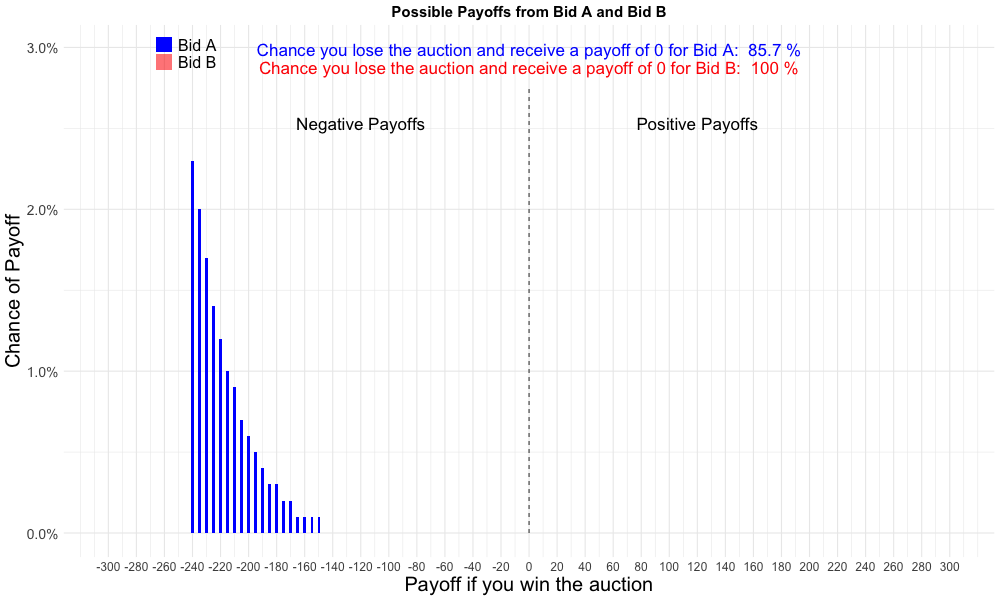 Possible Payoffs from Bid A and Bid B
Bid A
Bid B
Chance you lose the auction and receive a payoff of 0 for Bid A:  85.7 %
Chance you lose the auction and receive a payoff of 0 for Bid B:  100 %
Negative Payoffs
Positive Payoffs
Chance of Payoff
3.0%
2.0%
1.0%
0.0%
-300 -280 -260 -240 -220 -200 -180 -160 -140 -120 -100 -80 -60 -40 -20 0 20 40 60 80 100 120 140 160 180 200 220 240 260 280 300
Payoff if you win the auction